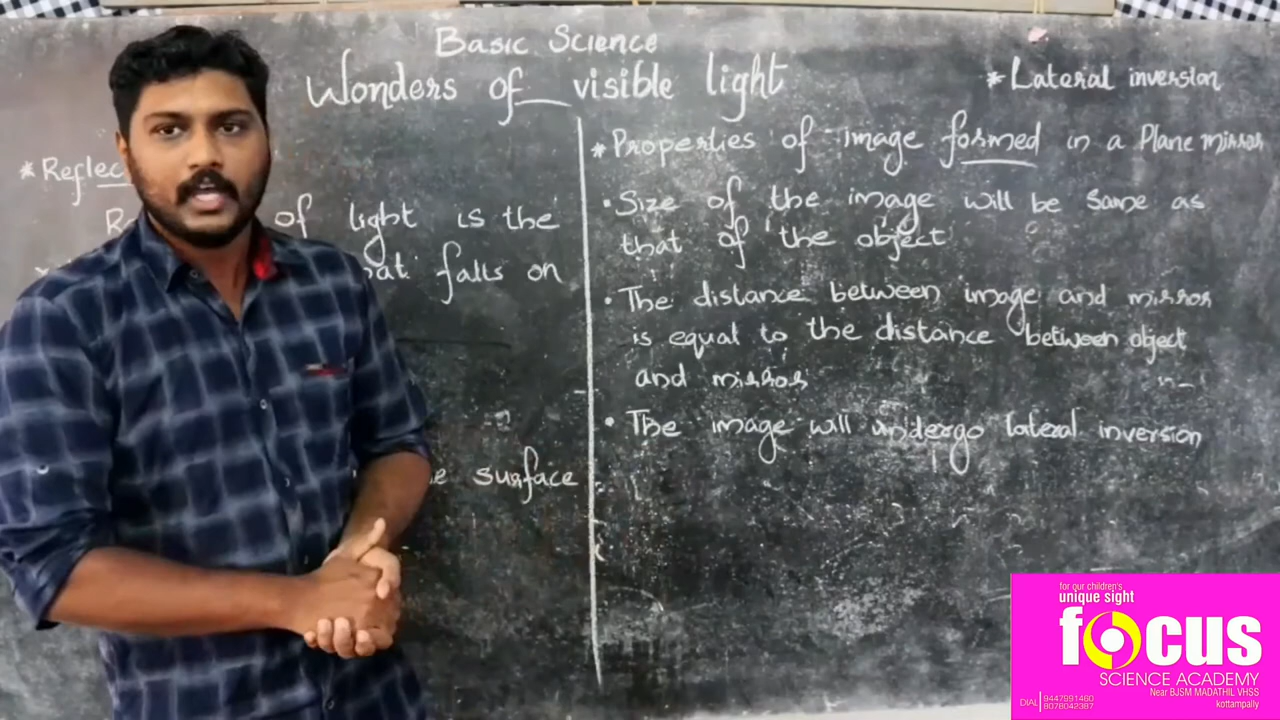 Basic Science
Wonders of visible light
* Lateral inversion
* Reflec
of light is the
falls on
surface
* Properties of image formed in a Plane mirror
• Size of the image will be same as
that of the object
• The distance between image and mirror
is equal to the distance between object
and mirror
• The image will undergo lateral inversion
for our children's
unique sight
focus
SCIENCE ACADEMY
Near BJSM MADATHIL VHSS
kottampally
DIAL
9447991460
8078042387